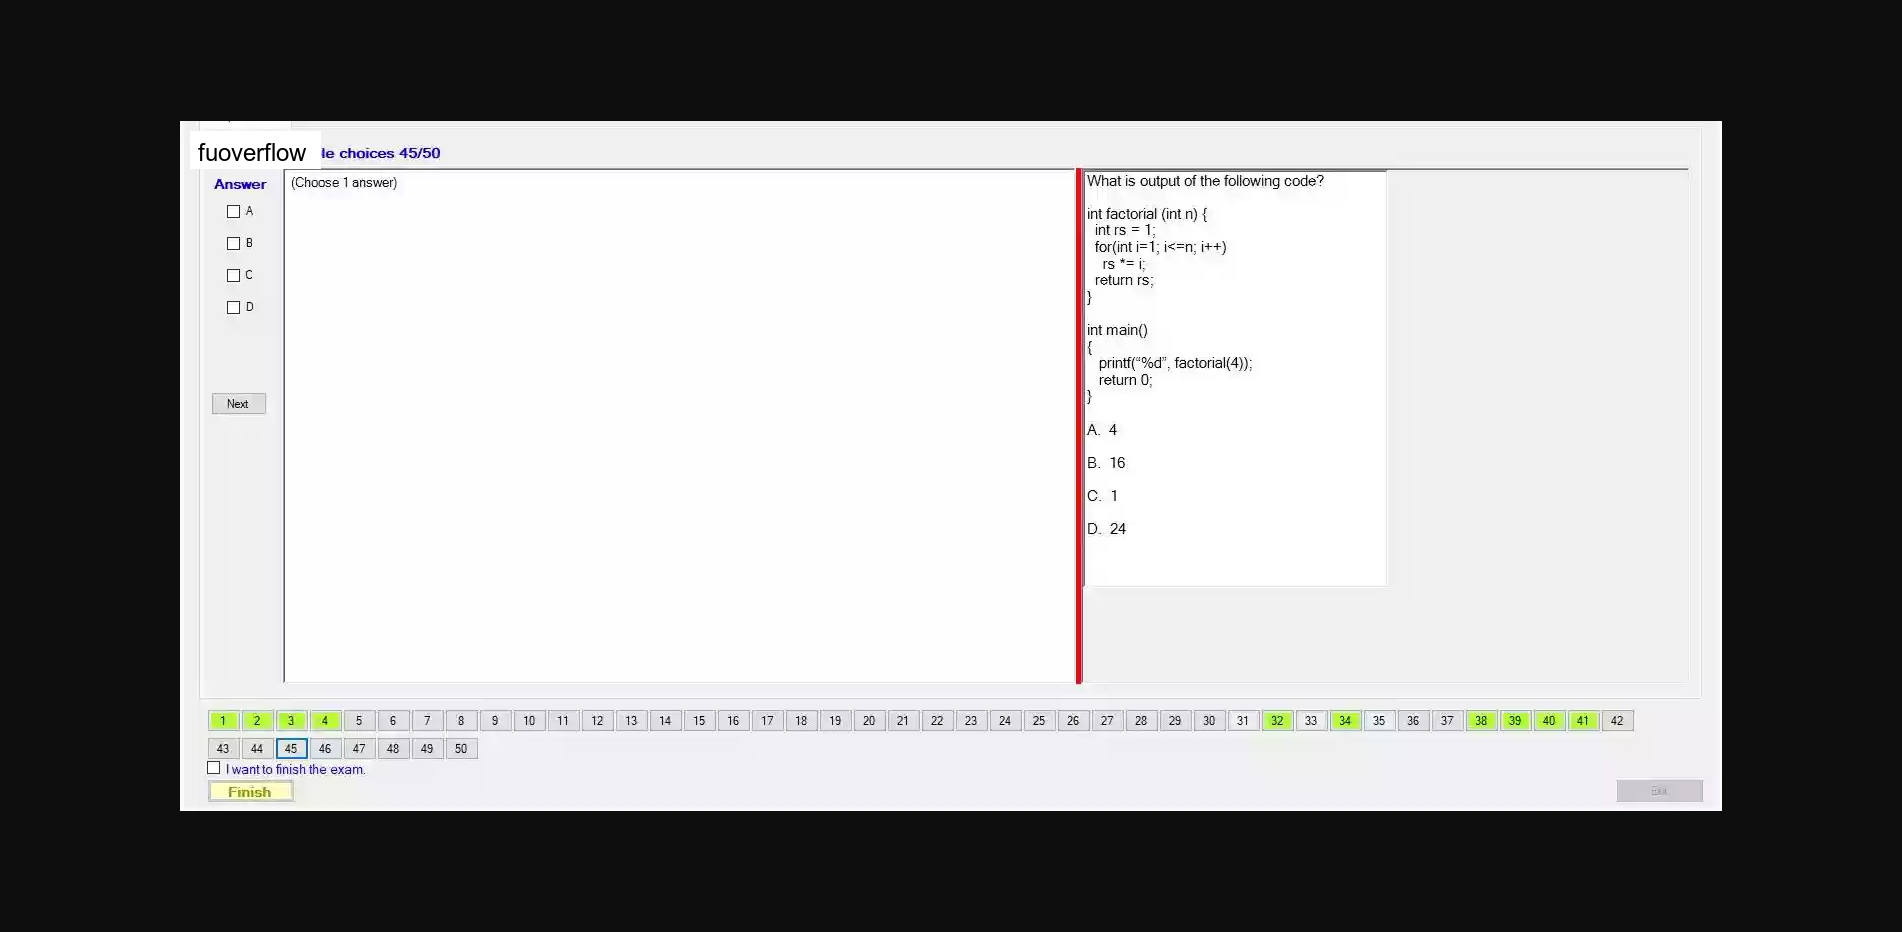 fuoverflow
le choices 45/50
Answer
(Choose 1 answer)
A
B
C
D
Next
What is output of the following code?
int factorial (int n) {
int rs = 1;
for(int i=1; i<=n; i++)
rs *= i;
return rs;
}
int main()
{
printf(“%d”, factorial(4));
return 0;
}
A. 4
B. 16
C. 1
D. 24
1 2 3 4 5 6 7 8 9 10 11 12 13 14 15 16 17 18 19 20 21 22 23 24 25 26 27 28 29 30 31 32 33 34 35 36 37 38 39 40 41 42
43 44 45 46 47 48 49 50
I want to finish the exam.
Finish
Exit